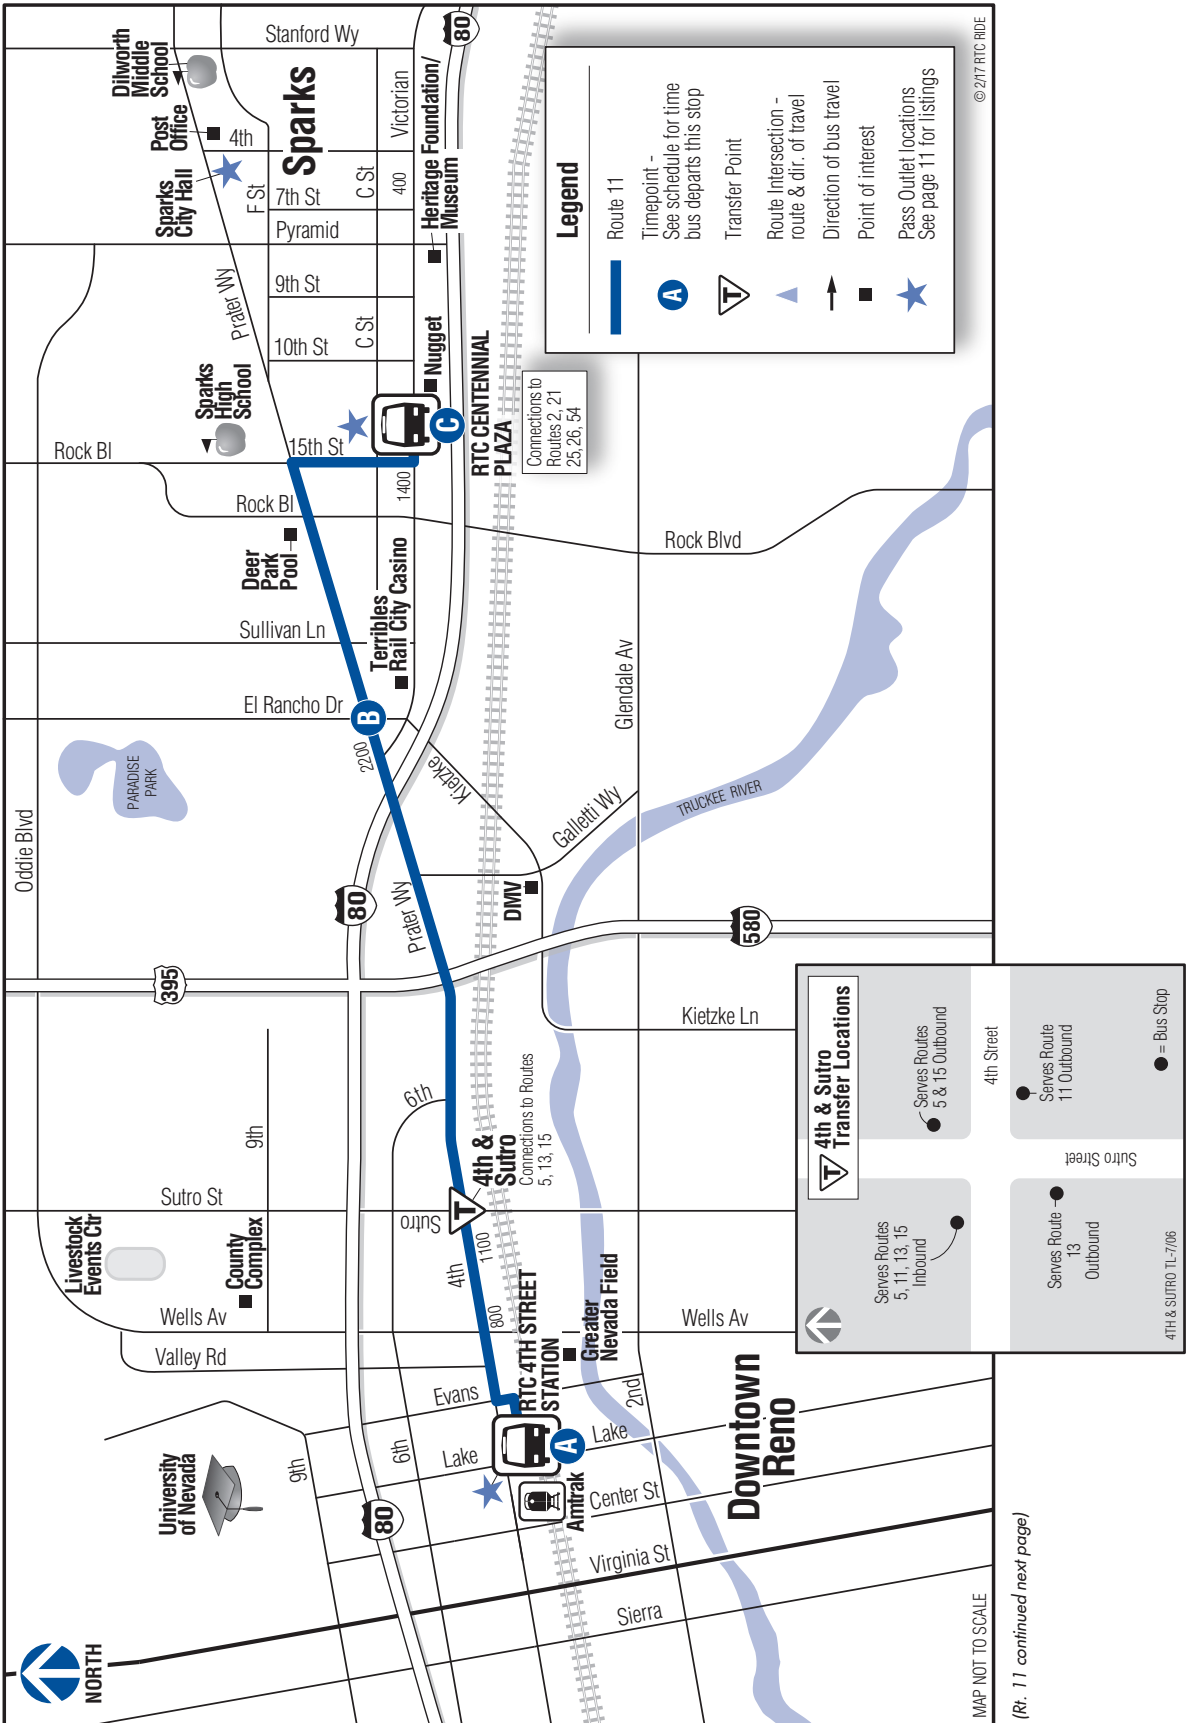 NORTH
University
of Nevada
Livestock
Events Ctr
County
Complex
Oddie Blvd
PARADISE
PARK
Valley Rd
Wells Av
Sutro St
9th
9th
6th
6th
Evans
Lake
Lake
Sutro
80
395
80
80
580
4th
800
1100
RTC 4TH STREET
STATION
A
Amtrak
Greater
Nevada Field
Center St
Virginia St
Sierra
2nd
Wells Av
Downtown
Reno
T
4th &
Sutro
Connections to Routes
5, 13, 15
Kietzke Ln
Prater Wy
DMV
Kietzke
Galletti Wy
Glendale Av
TRUCKEE RIVER
2200
B
El Rancho Dr
Sullivan Ln
Terribles
Rail City Casino
Deer
Park
Pool
Rock Bl
Rock Bl
Rock Blvd
15th St
1400
Sparks
High
School
C
Nugget
RTC CENTENNIAL
PLAZA
Connections to
Routes 2, 21
25, 26, 54
Prater Wy
10th St
9th St
Pyramid
7th St
F St
C St
C St
400
4th
Victorian
Stanford Wy
Heritage Foundation/
Museum
Sparks
City Hall
Post
Office
Dilworth
Middle
School
Sparks
Legend
Route 11
A
Timepoint -
See schedule for time
bus departs this stop
T
Transfer Point
Route Intersection -
route & dir. of travel
Direction of bus travel
Point of interest
Pass Outlet locations
See page 11 for listings
© 2/17 RTC RIDE
T
4th & Sutro
Transfer Locations
Serves Routes
5, 11, 13, 15
Inbound
Serves Routes
5 & 15 Outbound
4th Street
Sutro Street
Serves Route
13
Outbound
Serves Route
11 Outbound
= Bus Stop
4TH & SUTRO TL-7/06
MAP NOT TO SCALE
(Rt. 11 continued next page)